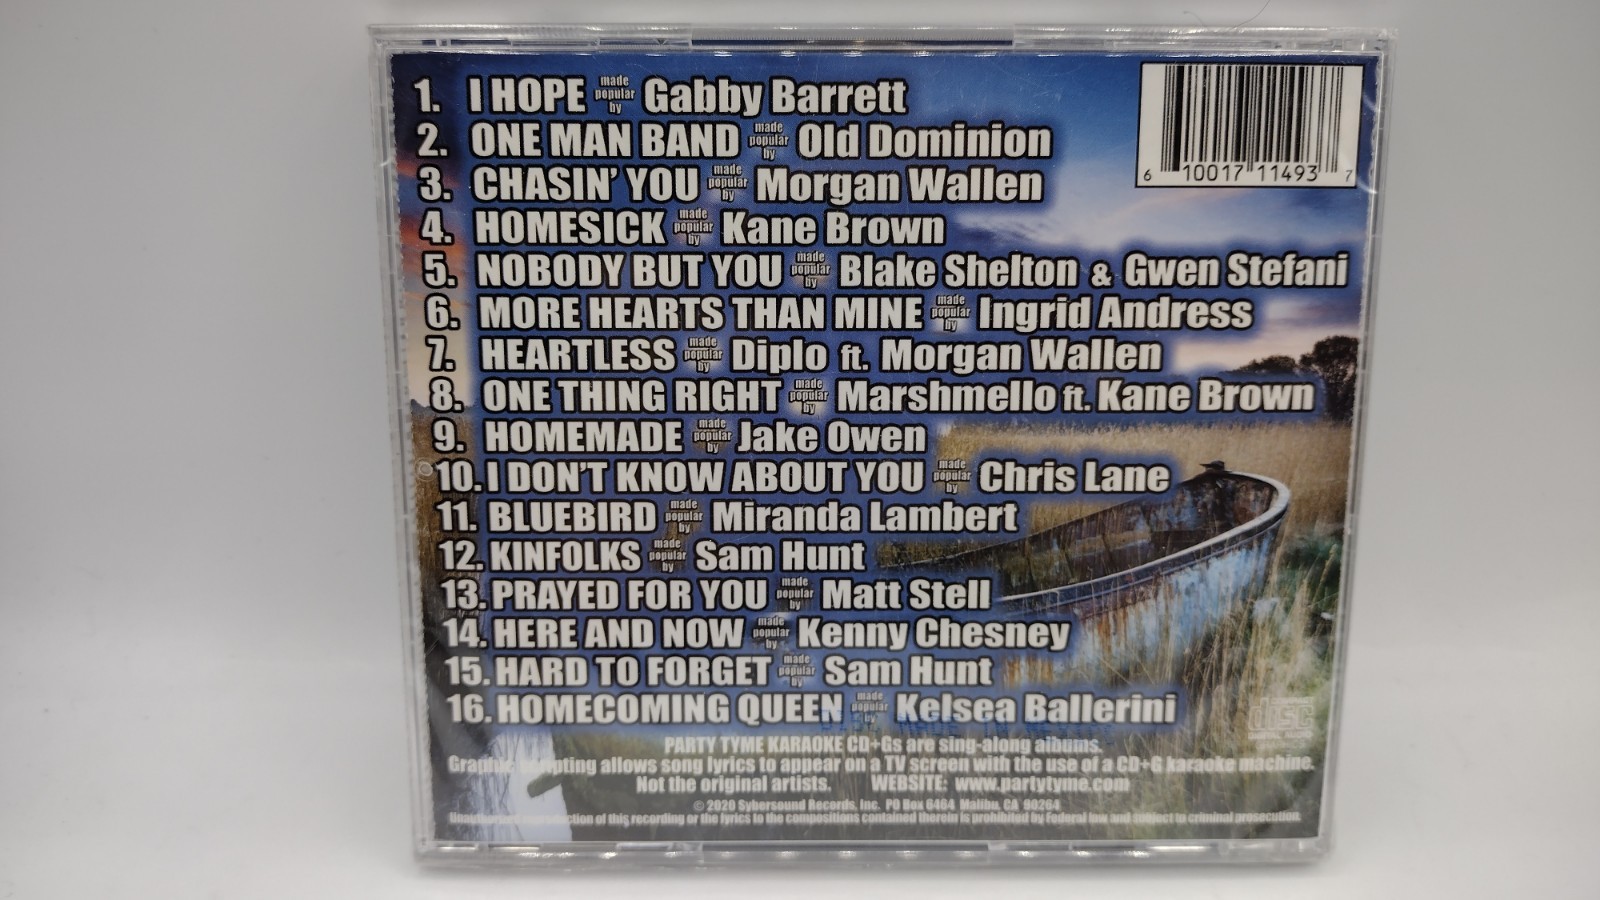 1. I HOPE made popular by Gabby Barrett
2. ONE MAN BAND made popular by Old Dominion
3. CHASIN' YOU made popular by Morgan Wallen
4. HOMESICK made popular by Kane Brown
5. NOBODY BUT YOU made popular by Blake Shelton & Gwen Stefani
6. MORE HEARTS THAN MINE made popular by Ingrid Andress
7. HEARTLESS made popular by Diplo ft. Morgan Wallen
8. ONE THING RIGHT made popular by Marshmello ft. Kane Brown
9. HOMEMADE made popular by Jake Owen
10. I DON'T KNOW ABOUT YOU made popular by Chris Lane
11. BLUEBIRD made popular by Miranda Lambert
12. KINFOLKS made popular by Sam Hunt
13. PRAYED FOR YOU made popular by Matt Stell
14. HERE AND NOW made popular by Kenny Chesney
15. HARD TO FORGET made popular by Sam Hunt
16. HOMECOMING QUEEN made popular by Kelsea Ballerini
6 10017 11493 7
disc
DIGITAL AUDIO
MADE IN
PARTY TYME KARAOKE CD+Gs are sing-along albums.
allows song lyrics to appear on a TV screen with the use of a CD+G karaoke machine.
Not the original artists. WEBSITE: www.partytyme.com
© 2020 Sybersound Records, Inc. PO Box 6464 Malibu, CA 90264
Unauthorized reproduction of this recording or the lyrics to the compositions contained therein is prohibited by Federal law and subject to criminal prosecution.